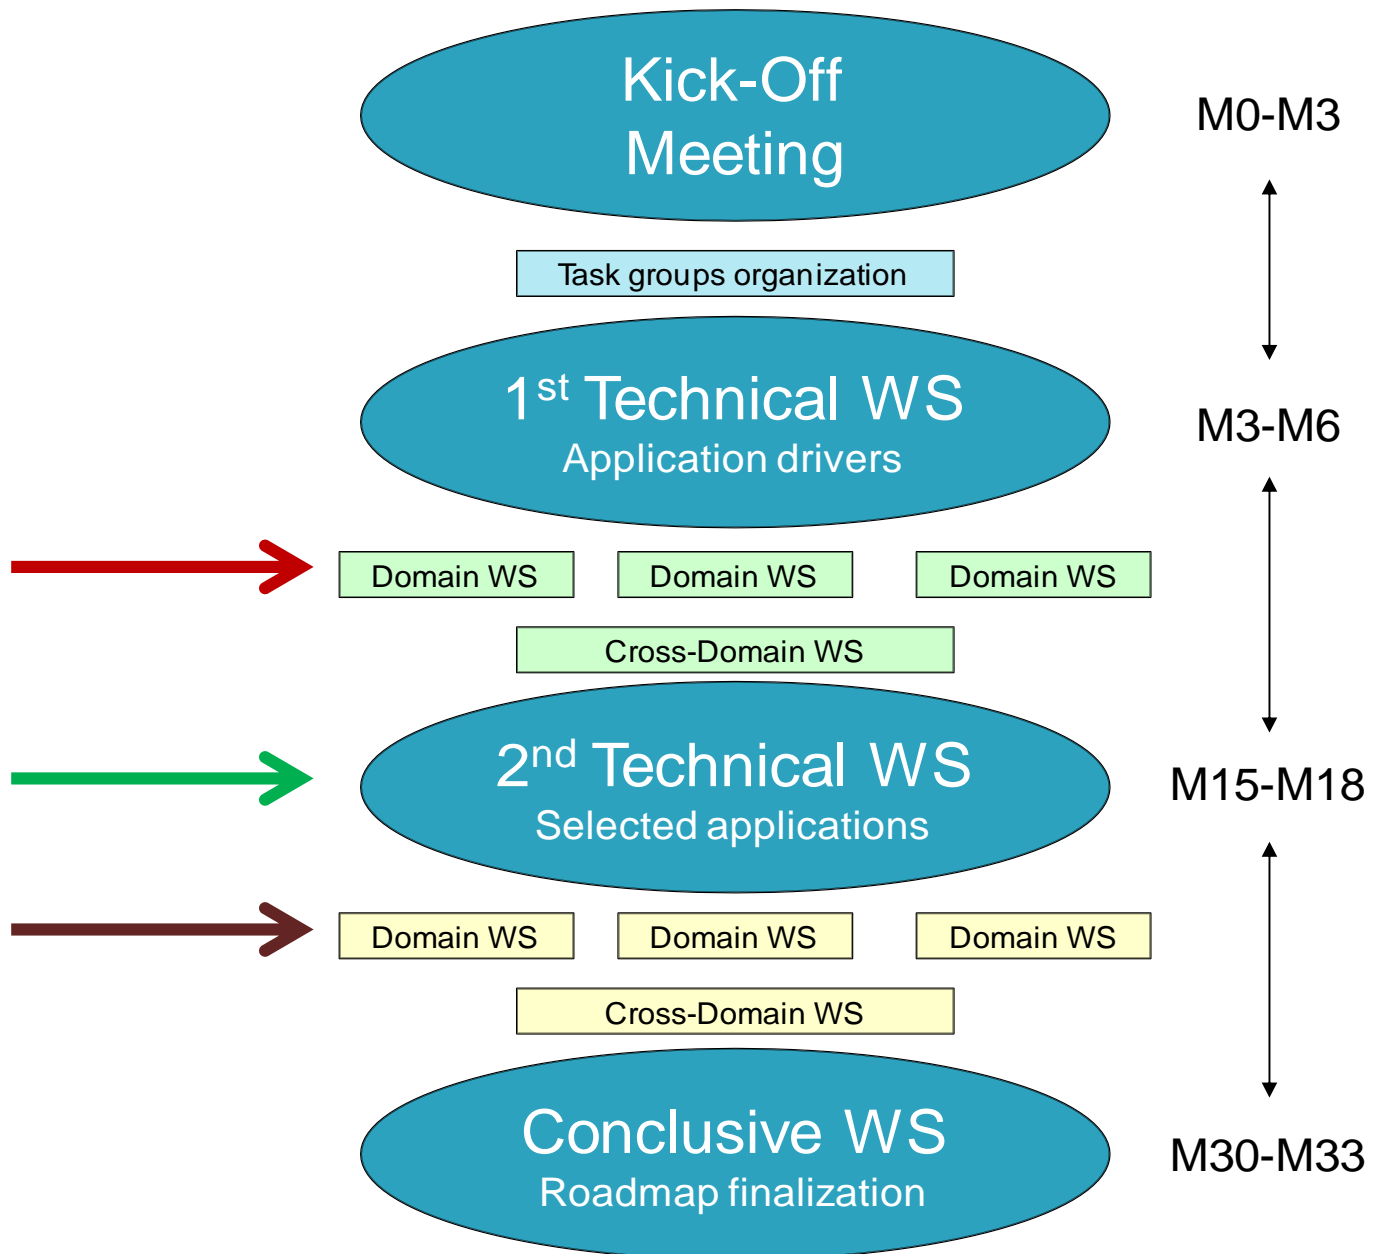 Kick-Off
Meeting
M0-M3
Task groups organization
1st Technical WS
Application drivers
M3-M6
Domain WS
Domain WS
Domain WS
Cross-Domain WS
2nd Technical WS
Selected applications
M15-M18
Domain WS
Domain WS
Domain WS
Cross-Domain WS
Conclusive WS
Roadmap finalization
M30-M33